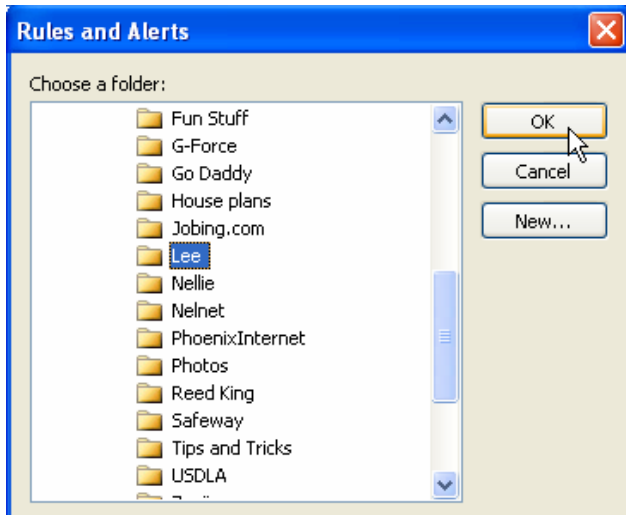 Rules and Alerts
Choose a folder:
Fun Stuff
G-Force
Go Daddy
House plans
Jobing.com
Lee
Nellie
Nelnet
PhoenixInternet
Photos
Reed King
Safeway
Tips and Tricks
USDLA
OK
Cancel
New...